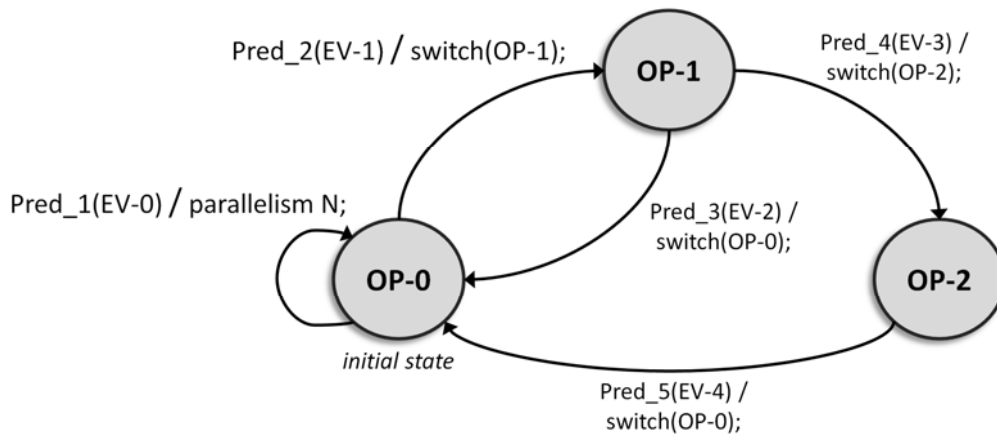 Pred_2(EV-1) / switch(OP-1);
OP-1
Pred_4(EV-3) /
switch(OP-2);
Pred_1(EV-0) / parallelism N;
Pred_3(EV-2) /
switch(OP-0);
OP-0
OP-2
initial state
Pred_5(EV-4) /
switch(OP-0);